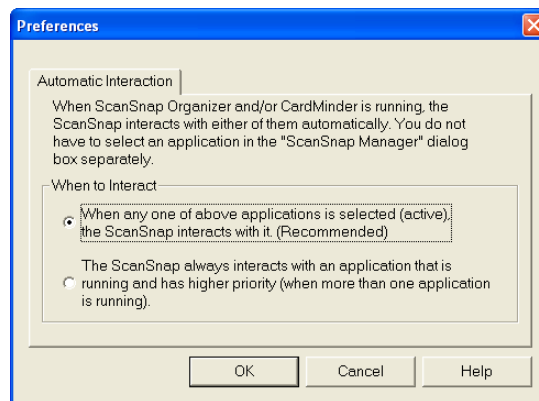 Preferences
Automatic Interaction
When ScanSnap Organizer and/or CardMinder is running, the
ScanSnap interacts with either of them automatically. You do not
have to select an application in the "ScanSnap Manager" dialog
box separately.
When to Interact
When any one of above applications is selected (active),
the ScanSnap interacts with it. (Recommended)
The ScanSnap always interacts with an application that is
running and has higher priority (when more than one application
is running).
OK Cancel Help